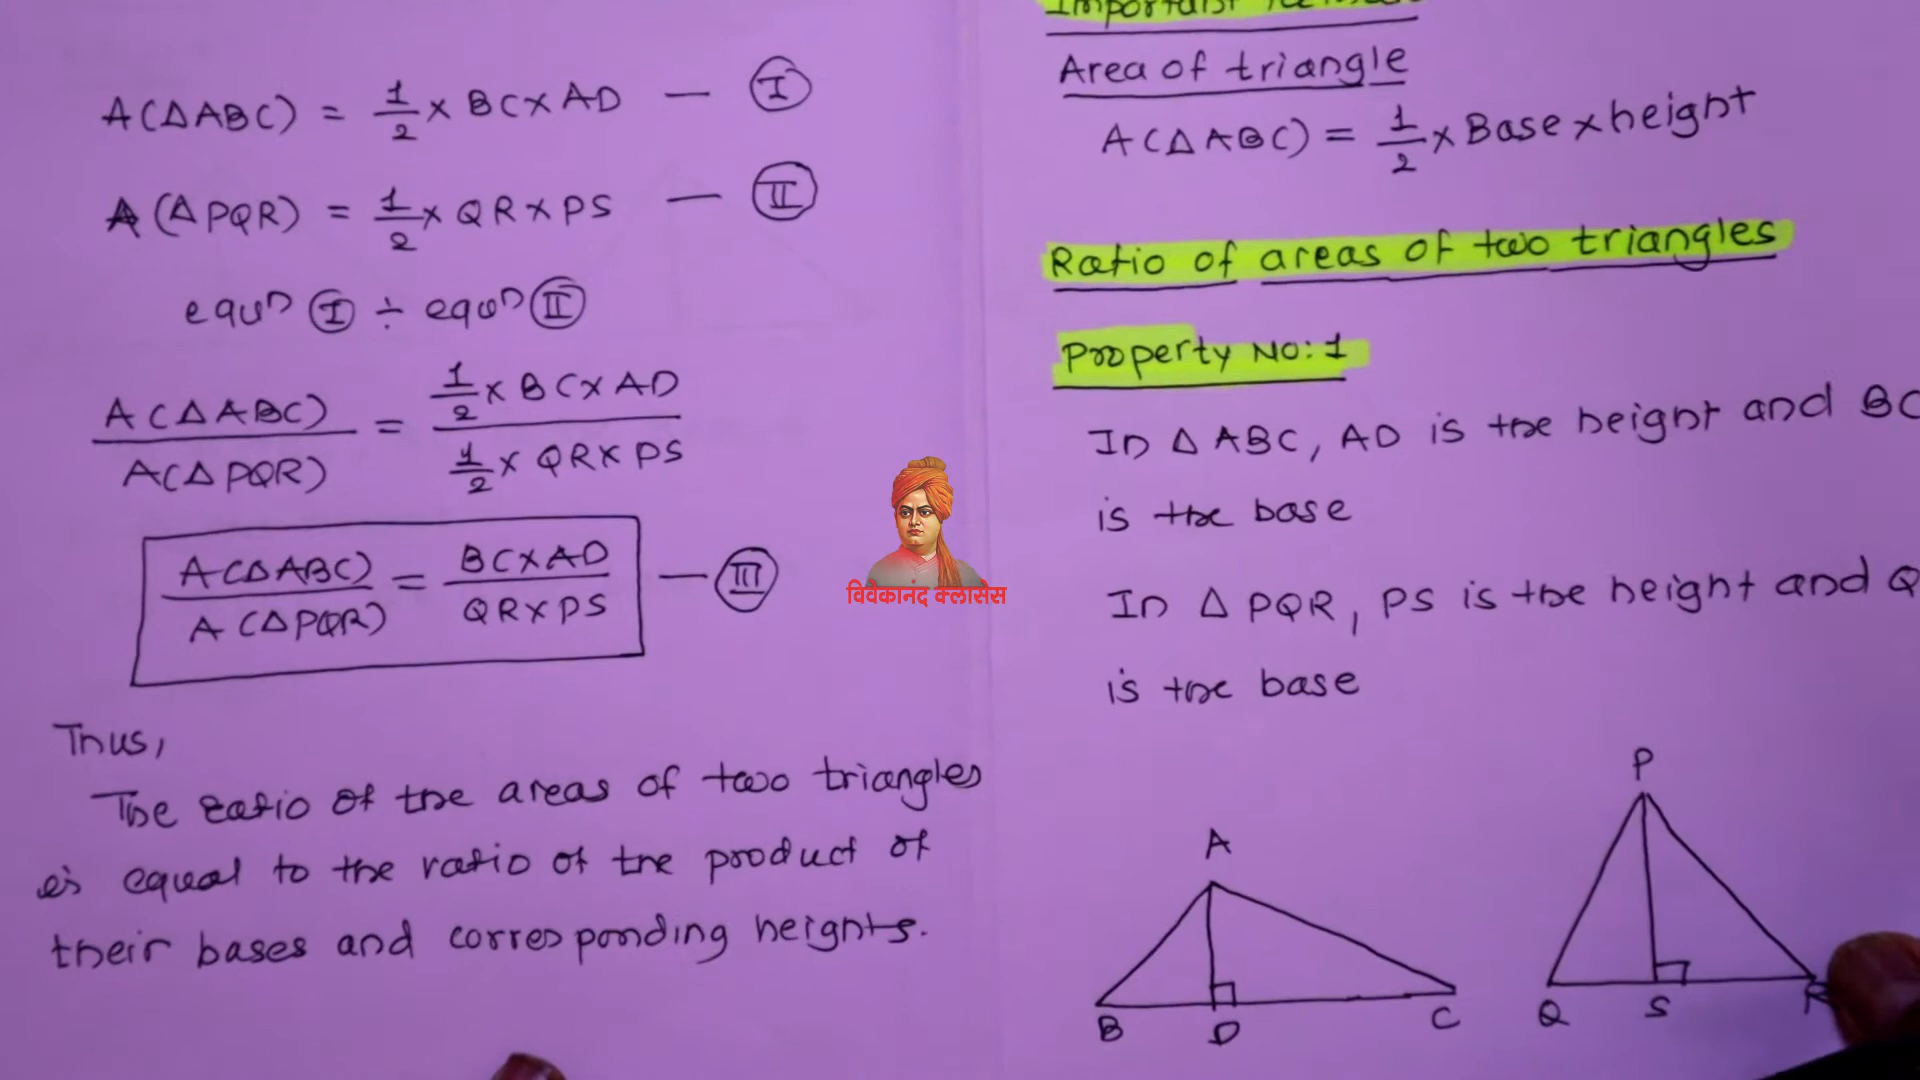 A(△ABC) = 1/2 × BC × AD — Ⅰ
A(△PQR) = 1/2 × QR × PS — Ⅱ
equn Ⅰ ÷ equn Ⅱ
A(△ABC) / A(△PQR) = 1/2 × BC × AD / 1/2 × QR × PS
A(△ABC) / A(△PQR) = BC × AD / QR × PS — Ⅲ
Thus,
The ratio of the areas of two triangles
is equal to the ratio of the product of
their bases and corresponding heights.
विवेकानंद क्लासेस
Important
Area of triangle
A(△ABC) = 1/2 × Base × height
Ratio of areas of two triangles
Property No:1
In △ABC, AD is the height and BC
is the base
In △PQR, PS is the height and Q
is the base
A
B
D
C
P
Q
S
R